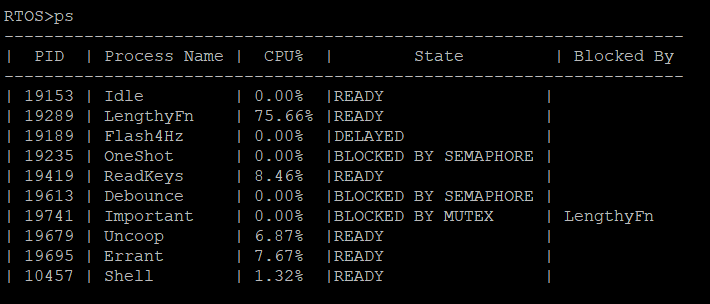 RTOS>ps
--------------------------------------------------------------------
|  PID  | Process Name |  CPU%  |        State        | Blocked By
--------------------------------------------------------------------
| 19153 | Idle         | 0.00%  |READY                |
| 19289 | LengthyFn    | 75.66% |READY                |
| 19189 | Flash4Hz     | 0.00%  |DELAYED              |
| 19235 | OneShot      | 0.00%  |BLOCKED BY SEMAPHORE |
| 19419 | ReadKeys     | 8.46%  |READY                |
| 19613 | Debounce     | 0.00%  |BLOCKED BY SEMAPHORE |
| 19741 | Important    | 0.00%  |BLOCKED BY MUTEX     | LengthyFn
| 19679 | Uncoop       | 6.87%  |READY                |
| 19695 | Errant       | 7.67%  |READY                |
| 10457 | Shell        | 1.32%  |READY                |